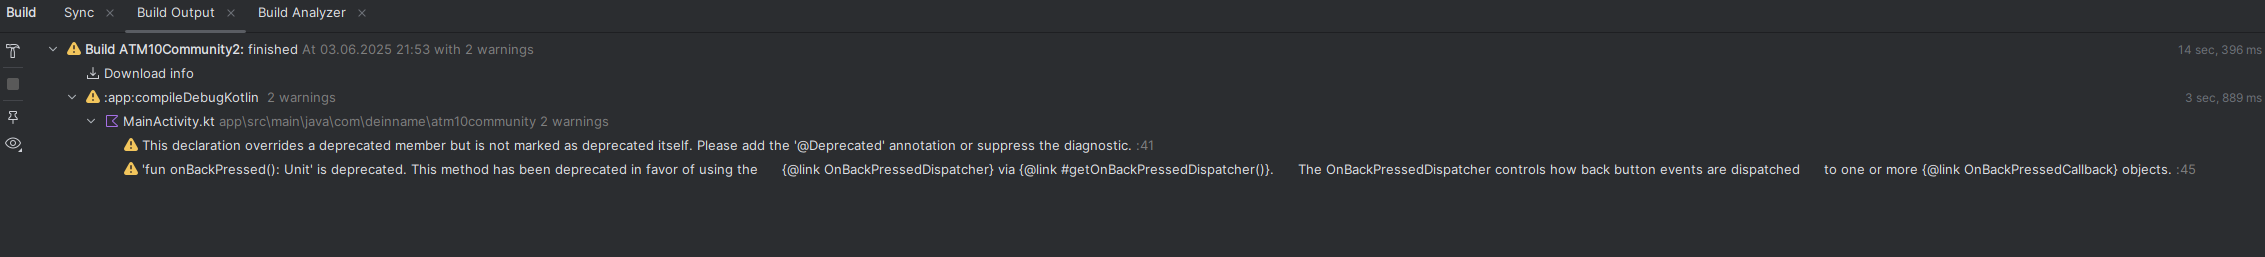 Build Sync Build Output Build Analyzer
Build ATM10Community2: finished At 03.06.2025 21:53 with 2 warnings 14 sec, 396 ms
Download info
:app:compileDebugKotlin 2 warnings 3 sec, 889 ms
MainActivity.kt app\src\main\java\com\deinname\atm10community 2 warnings
This declaration overrides a deprecated member but is not marked as deprecated itself. Please add the '@Deprecated' annotation or suppress the diagnostic. :41
'fun onBackPressed(): Unit' is deprecated. This method has been deprecated in favor of using the {@link OnBackPressedDispatcher} via {@link #getOnBackPressedDispatcher()}. The OnBackPressedDispatcher controls how back button events are dispatched to one or more {@link OnBackPressedCallback} objects. :45